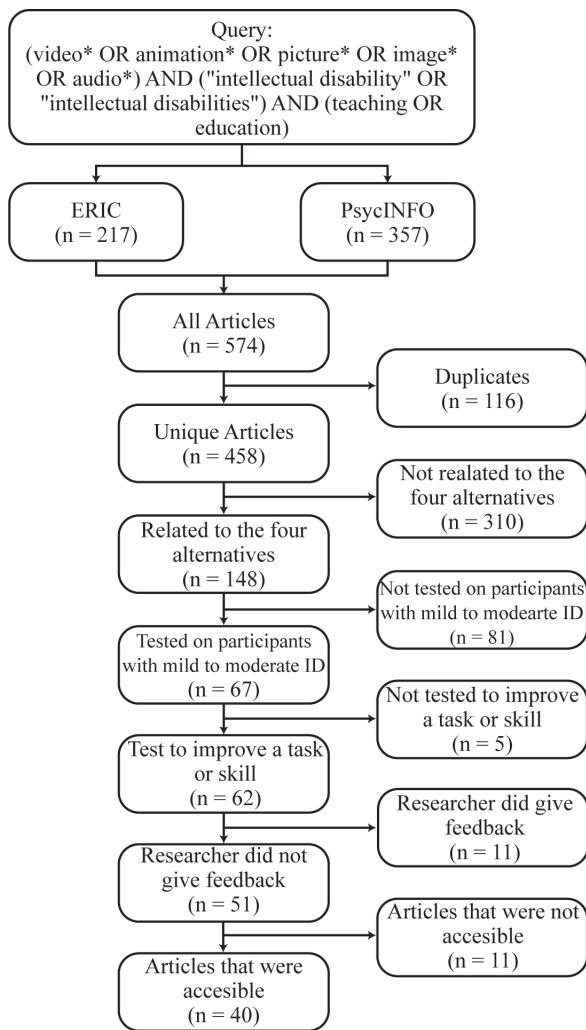 Query:
(video* OR animation* OR picture* OR image*
OR audio*) AND ("intellectual disability" OR
"intellectual disabilities") AND (teaching OR
education)
ERIC
(n = 217)
PsycINFO
(n = 357)
All Articles
(n = 574)
Duplicates
(n = 116)
Unique Articles
(n = 458)
Not realated to the
four alternatives
(n = 310)
Related to the four
alternatives
(n = 148)
Not tested on participants
with mild to modearte ID
(n = 81)
Tested on participants
with mild to moderate ID
(n = 67)
Not tested to improve
a task or skill
(n = 5)
Test to improve a task
or skill
(n = 62)
Researcher did give
feedback
(n = 11)
Researcher did not
give feedback
(n = 51)
Articles that were not
accesible
(n = 11)
Articles that were
accesible
(n = 40)